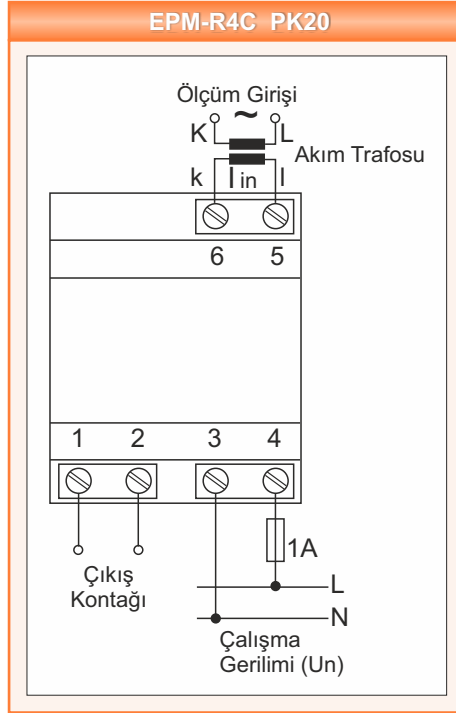 EPM-R4C PK20
Ölçüm Girişi
K ~ L
Akım Trafosu
k I in l
6 5
1 2 3 4
1A
L
N
Çıkış
Kontağı
Çalışma
Gerilimi (Un)